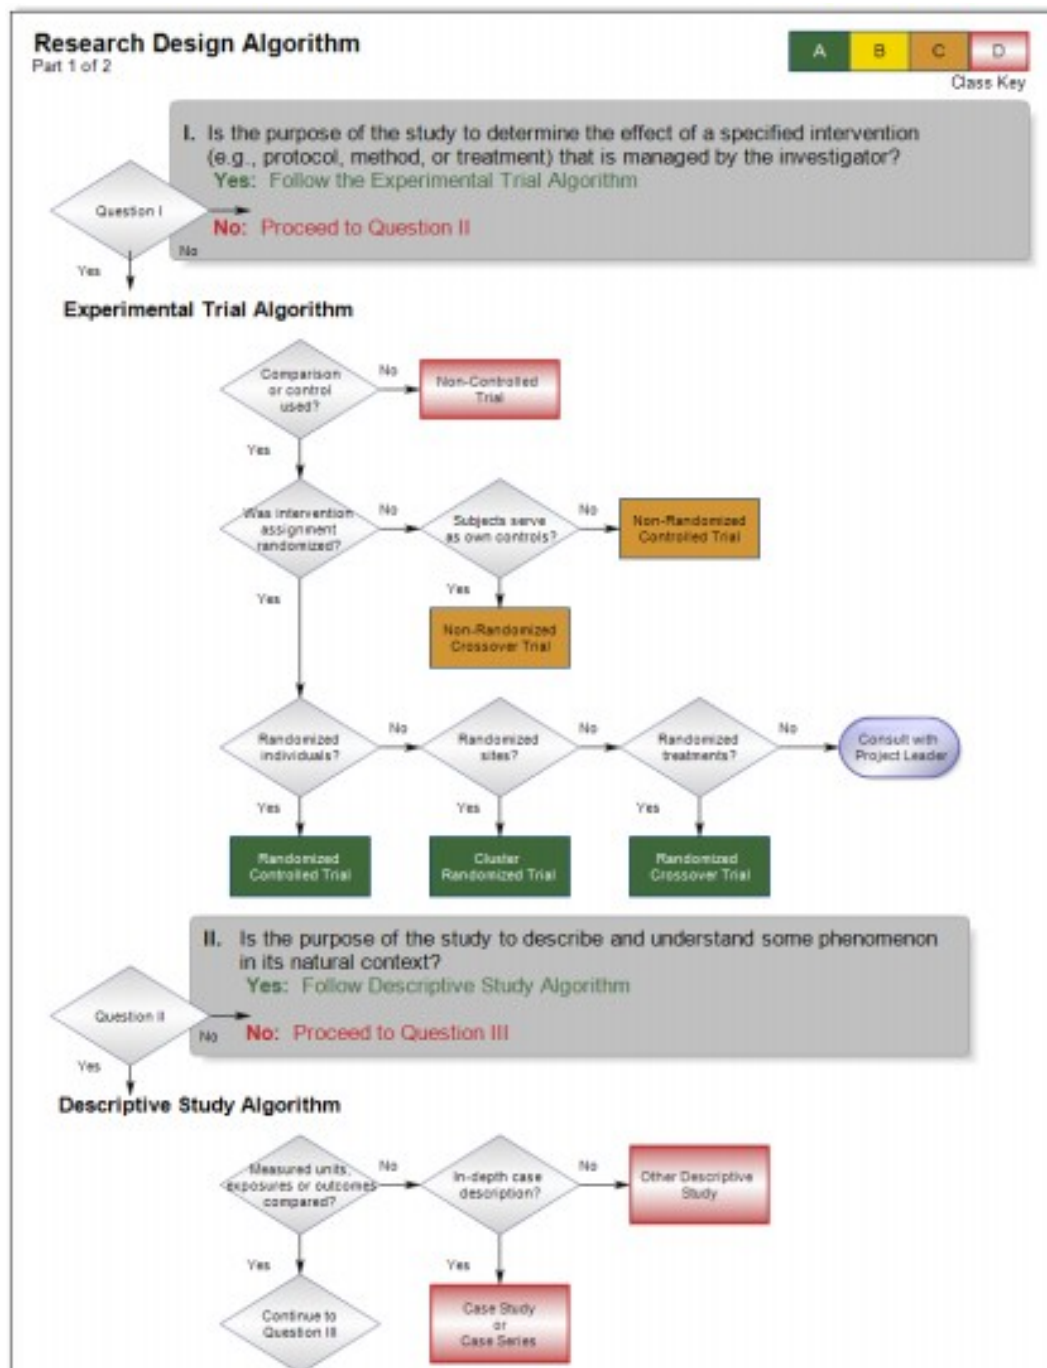 Research Design Algorithm
Part 1 of 2
A B C D
Class Key
I. Is the purpose of the study to determine the effect of a specified intervention
(e.g., protocol, method, or treatment) that is managed by the investigator?
Yes: Follow the Experimental Trial Algorithm
No: Proceed to Question II
Question I
No
Yes
Experimental Trial Algorithm
Comparison
or control
used?
No
Non-Controlled
Trial
Yes
Was intervention
assignment
randomized?
No
Subjects serve
as own controls?
No
Non-Randomized
Controlled Trial
Yes
Yes
Non-Randomized
Crossover Trial
Randomized
individuals?
No
Randomized
sites?
No
Randomized
treatments?
No
Consult with
Project Leader
Yes
Yes
Yes
Randomized
Controlled Trial
Cluster
Randomized Trial
Randomized
Crossover Trial
II. Is the purpose of the study to describe and understand some phenomenon
in its natural context?
Yes: Follow Descriptive Study Algorithm
No: Proceed to Question III
Question II
No
Yes
Descriptive Study Algorithm
Measured units,
exposures or outcomes
compared?
No
In-depth case
description?
No
Other Descriptive
Study
Yes
Yes
Continue to
Question III
Case Study
or
Case Series